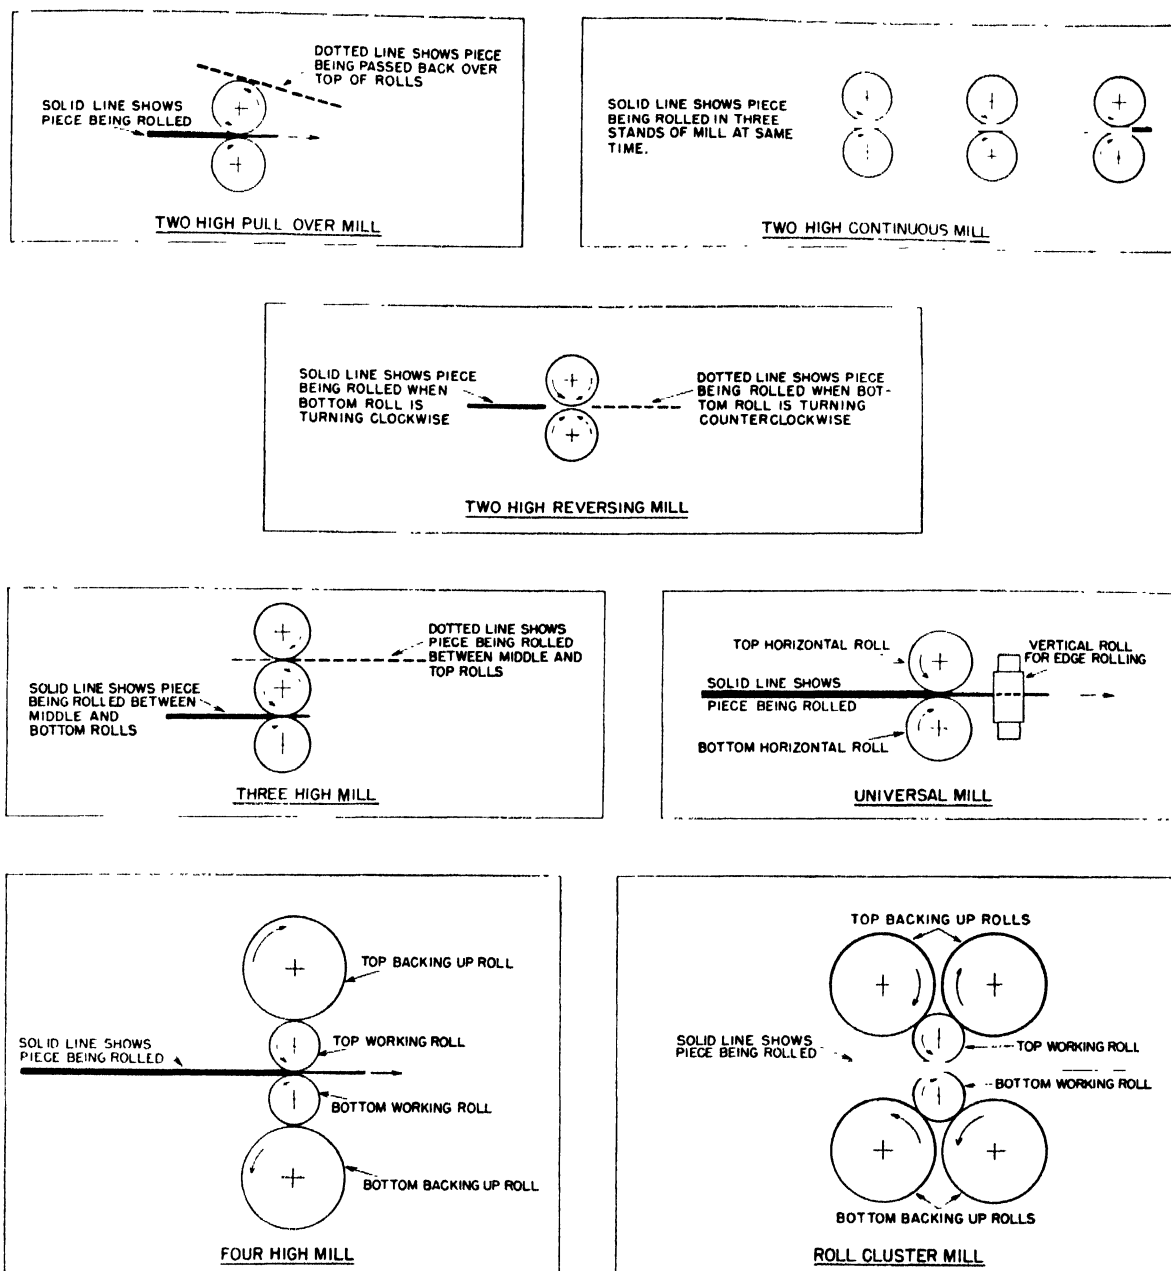 DOTTED LINE SHOWS PIECE
BEING PASSED BACK OVER
TOP OF ROLLS
SOLID LINE SHOWS
PIECE BEING ROLLED
TWO HIGH PULL OVER MILL
SOLID LINE SHOWS PIECE
BEING ROLLED IN THREE
STANDS OF MILL AT SAME
TIME.
TWO HIGH CONTINUOUS MILL
SOLID LINE SHOWS PIECE
BEING ROLLED WHEN
BOTTOM ROLL IS
TURNING CLOCKWISE
DOTTED LINE SHOWS PIECE
BEING ROLLED WHEN BOT-
TOM ROLL IS TURNING
COUNTERCLOCKWISE
TWO HIGH REVERSING MILL
DOTTED LINE SHOWS
PIECE BEING ROLLED
BETWEEN MIDDLE AND
TOP ROLLS
SOLID LINE SHOWS PIECE
BEING ROLLED BETWEEN
MIDDLE AND
BOTTOM ROLLS
THREE HIGH MILL
TOP HORIZONTAL ROLL
VERTICAL ROLL
FOR EDGE ROLLING
SOLID LINE SHOWS
PIECE BEING ROLLED
BOTTOM HORIZONTAL ROLL
UNIVERSAL MILL
TOP BACKING UP ROLL
SOLID LINE SHOWS
PIECE BEING ROLLED
TOP WORKING ROLL
BOTTOM WORKING ROLL
BOTTOM BACKING UP ROLL
FOUR HIGH MILL
TOP BACKING UP ROLLS
SOLID LINE SHOWS
PIECE BEING ROLLED
TOP WORKING ROLL
BOTTOM WORKING ROLL
BOTTOM BACKING UP ROLLS
ROLL CLUSTER MILL